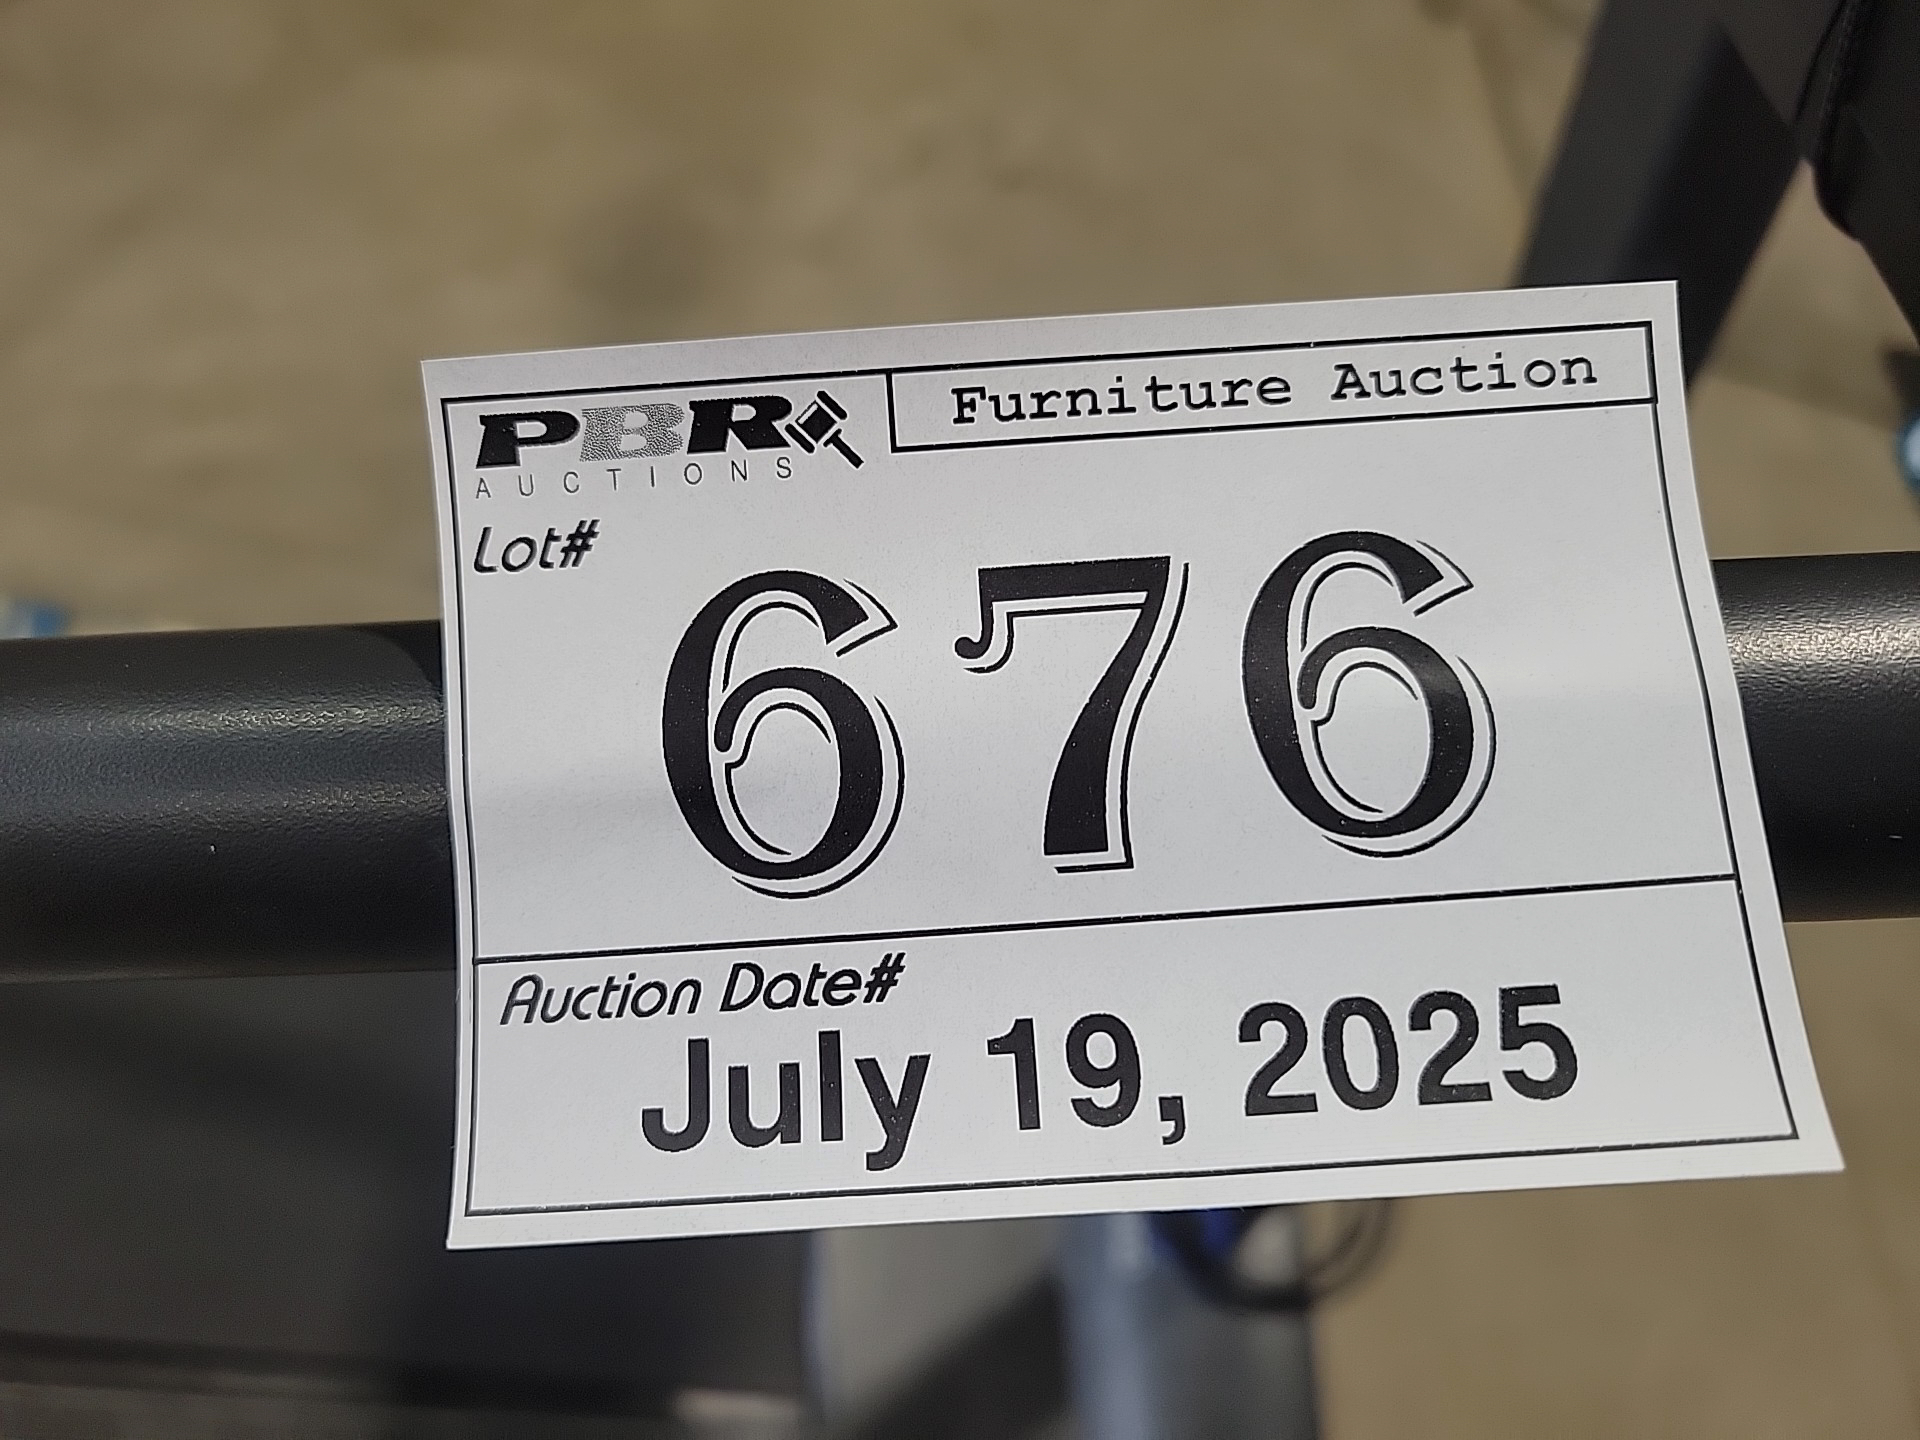 PBR
AUCTIONS
Furniture Auction
Lot#
676
Auction Date#
July 19, 2025